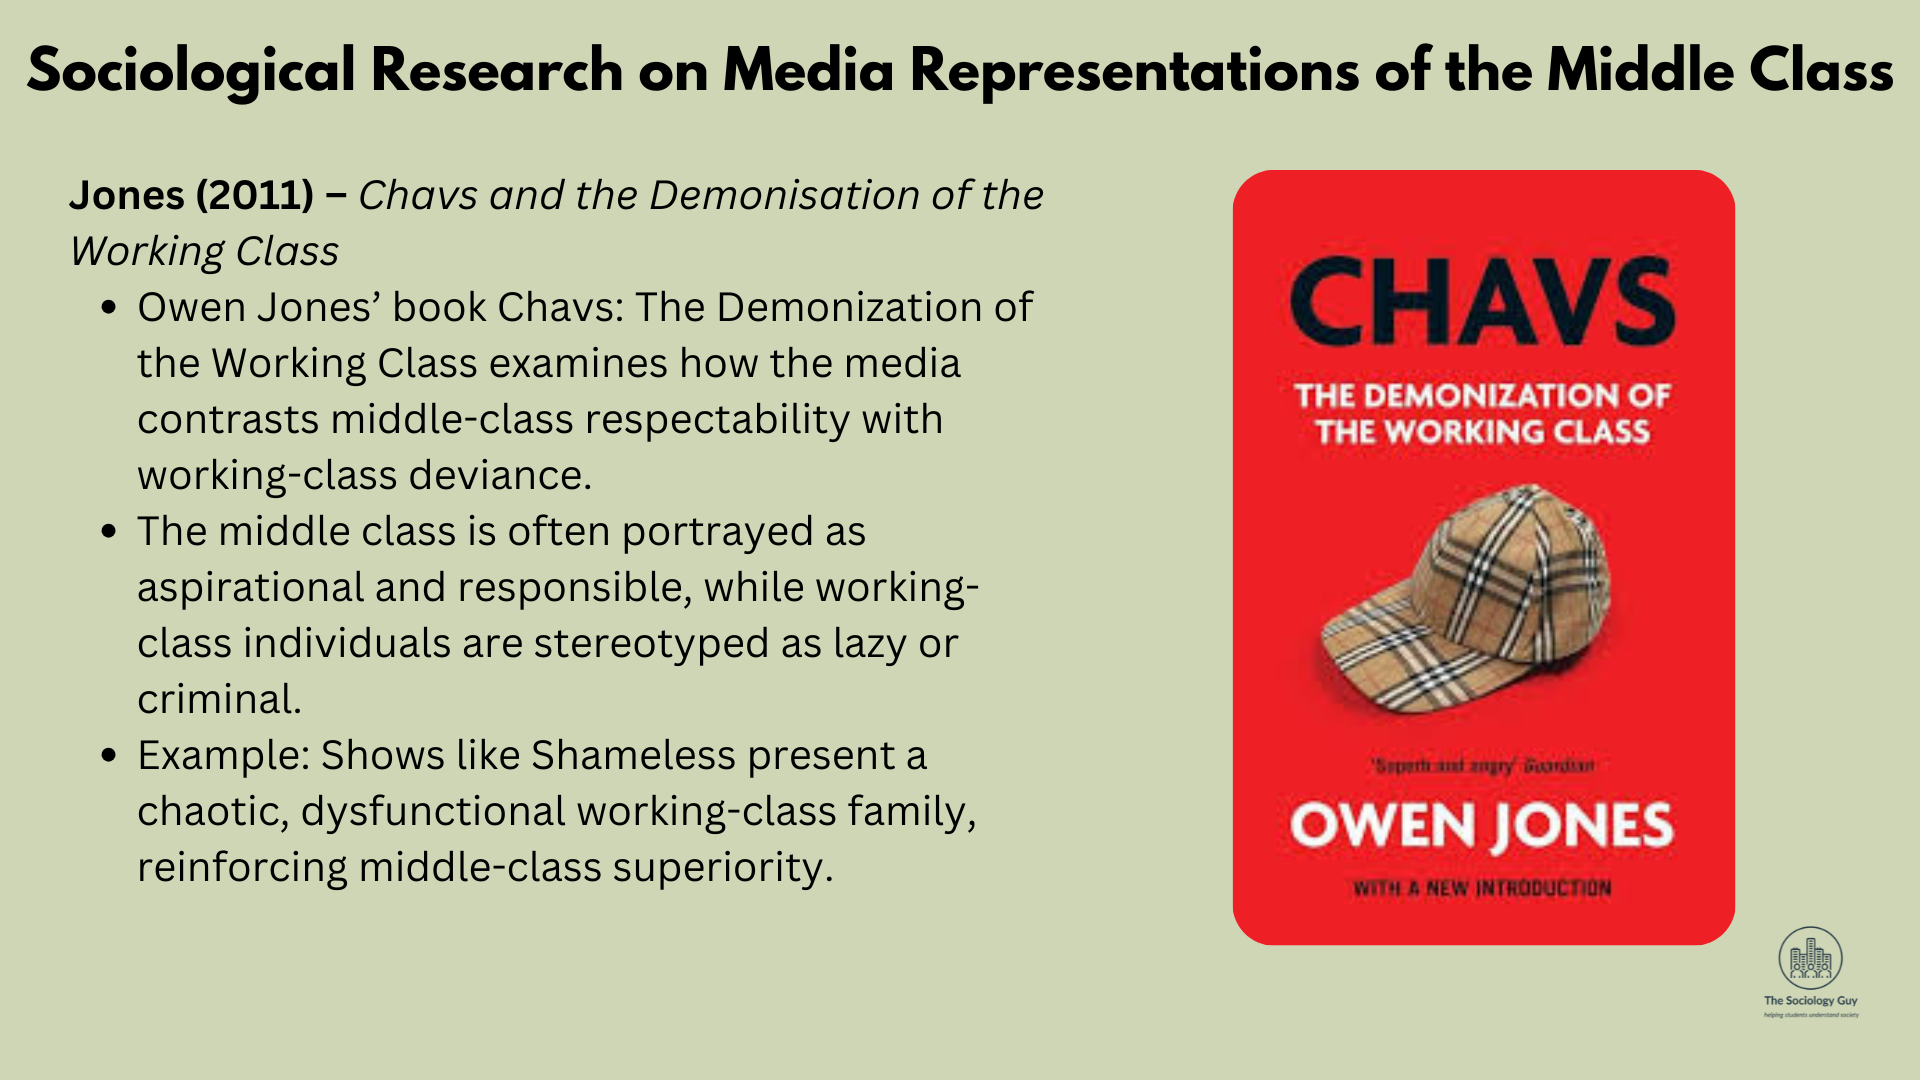 Sociological Research on Media Representations of the Middle Class
Jones (2011) – Chavs and the Demonisation of the
Working Class
• Owen Jones’ book Chavs: The Demonization of
the Working Class examines how the media
contrasts middle-class respectability with
working-class deviance.
• The middle class is often portrayed as
aspirational and responsible, while working-
class individuals are stereotyped as lazy or
criminal.
• Example: Shows like Shameless present a
chaotic, dysfunctional working-class family,
reinforcing middle-class superiority.
CHAVS
THE DEMONIZATION OF
THE WORKING CLASS
'Superb and angry' Guardian
OWEN JONES
WITH A NEW INTRODUCTION
The Sociology Guy
helping students understand society